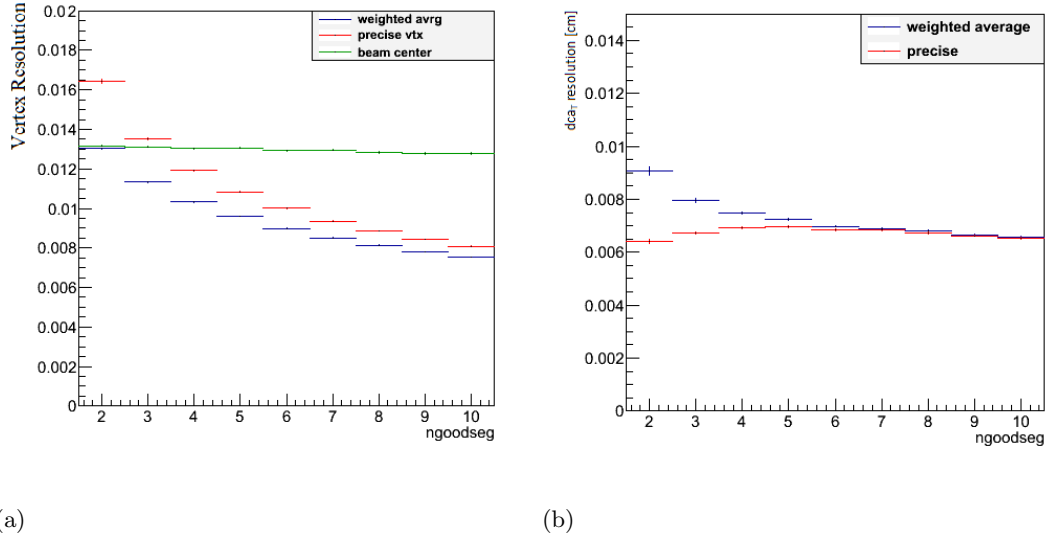 Vertex Resolution
0.02
0.018
0.016
0.014
0.012
0.01
0.008
0.006
0.004
0.002
0
weighted avrg
precise vtx
beam center
2 3 4 5 6 7 8 9 10
ngoodseg
(a)
dcaT resolution [cm]
0.014
0.012
0.01
0.008
0.006
0.004
0.002
0
weighted average
precise
2 3 4 5 6 7 8 9 10
ngoodseg
(b)